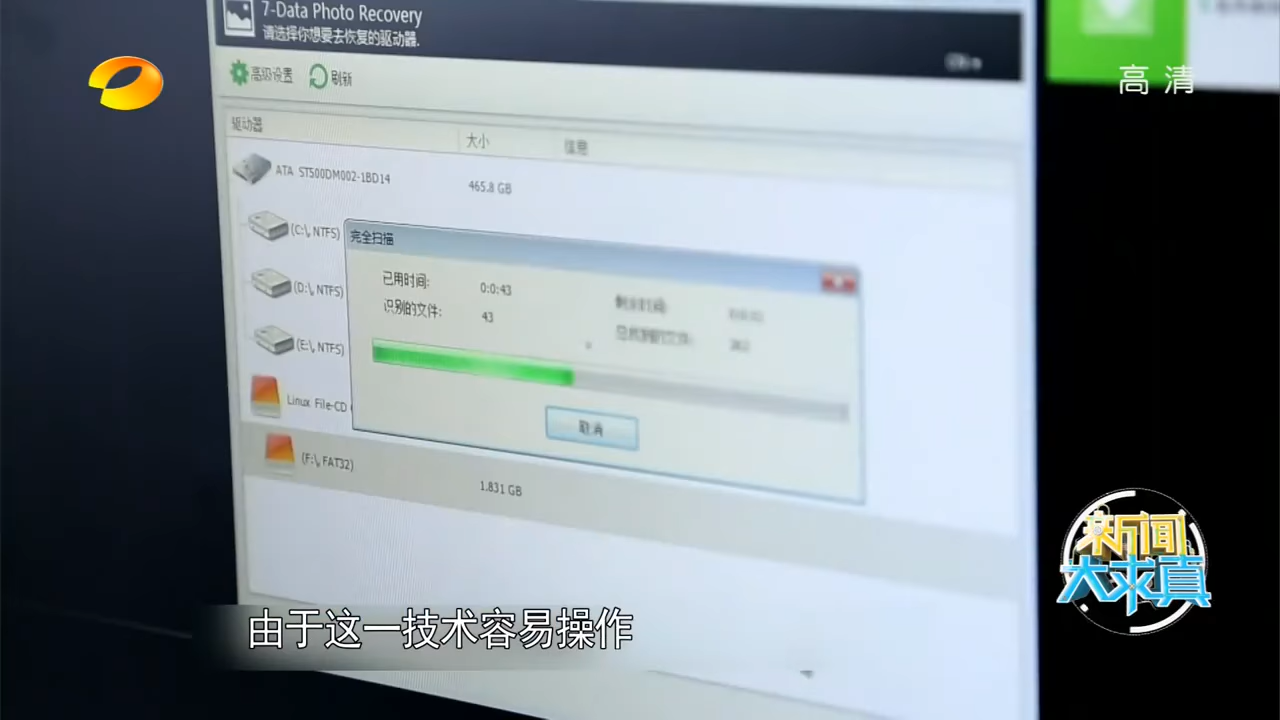 7-Data Photo Recovery
请选择你想要去恢复的驱动器.
高级设置 刷新
高清
驱动器 大小 信息
ATA ST500DM002-1BD14 465.8 GB
(C:\, NTFS)
完全扫描
已用时间: 0:0:43 剩余时间:
(D:\, NTFS)
识别的文件: 43
(E:\, NTFS)
Linux File-CD
取消
(F:\, FAT32) 1.831 GB
新闻
大求真
由于这一技术容易操作